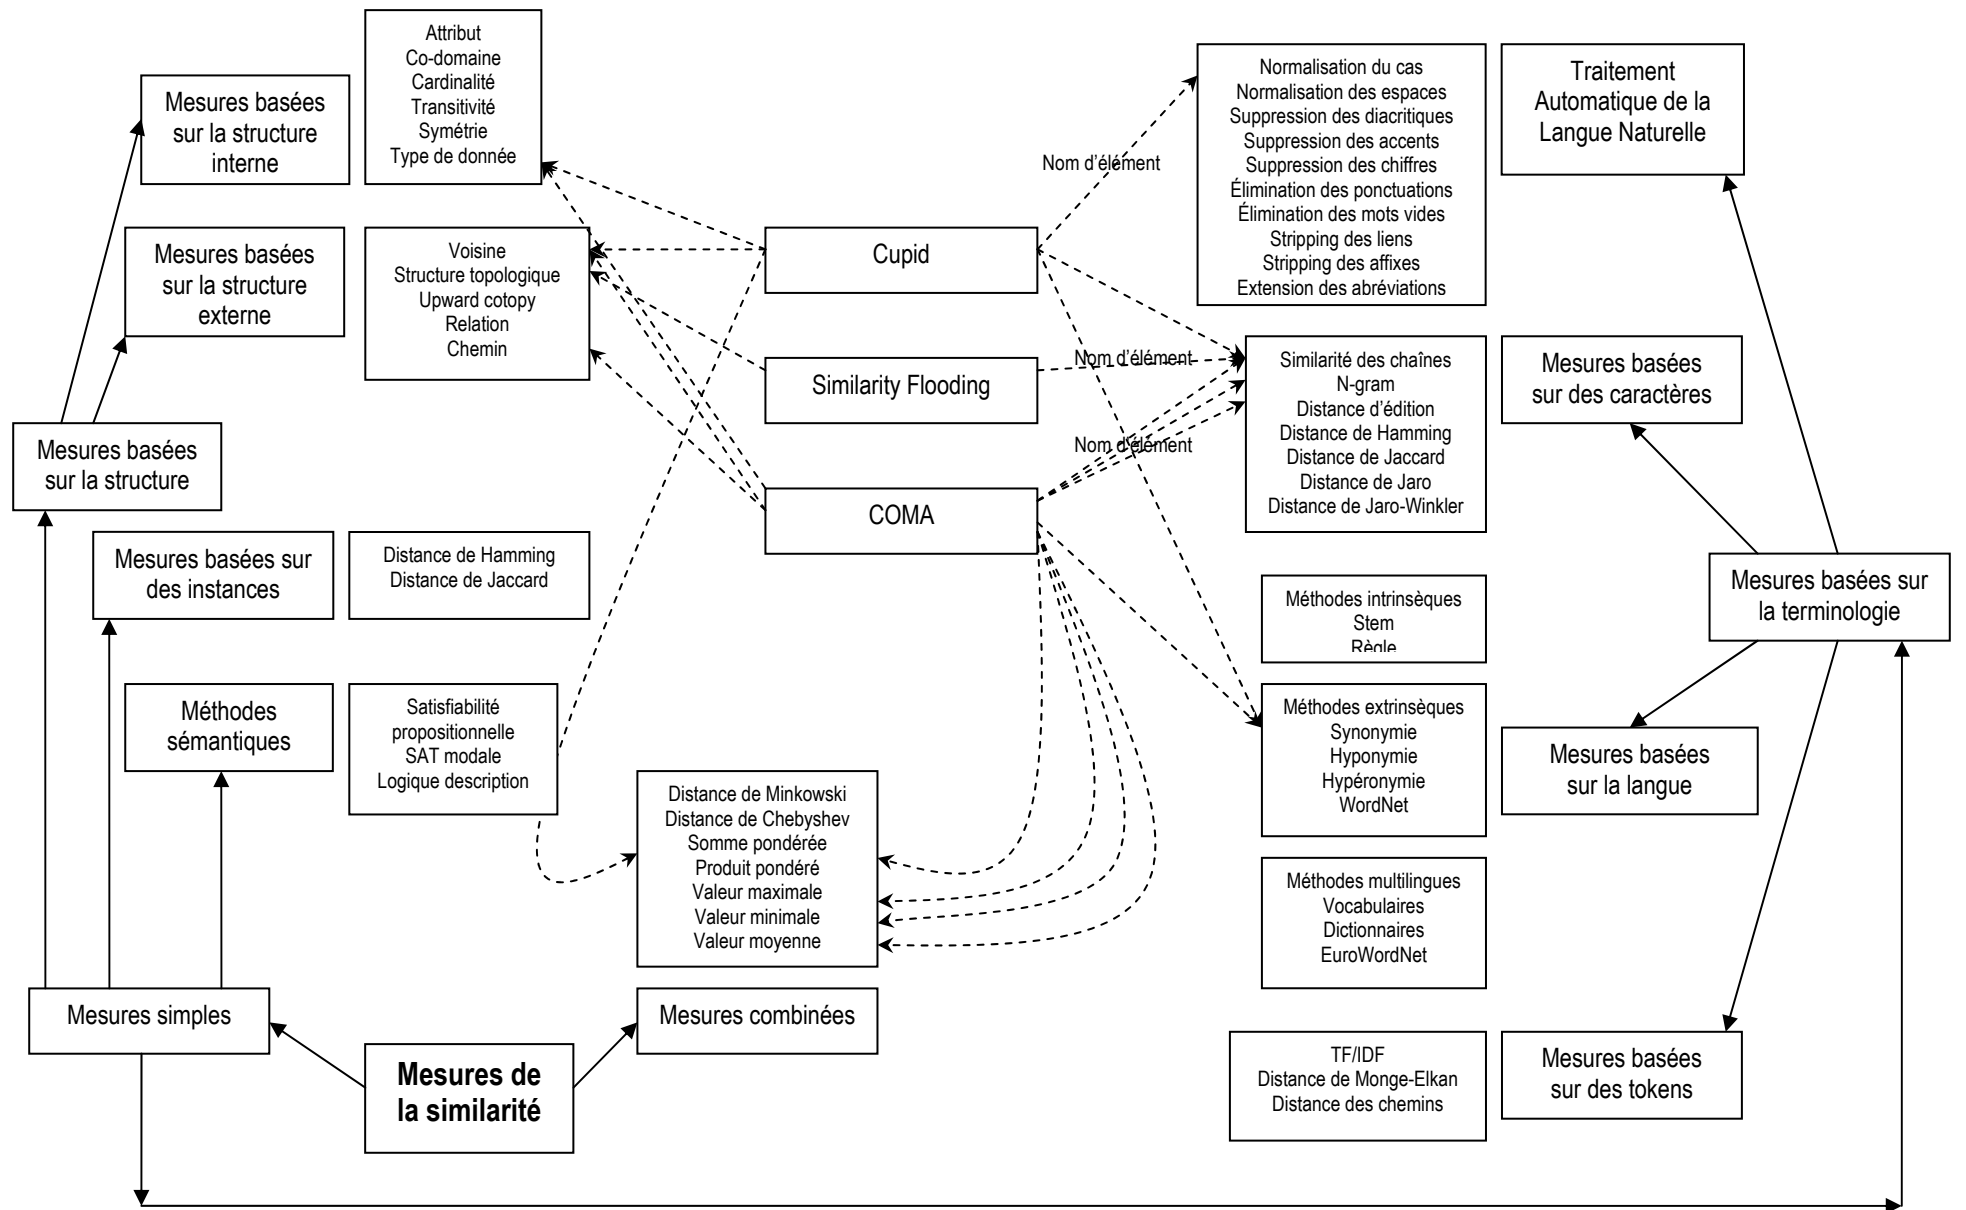 Attribut
Co-domaine
Cardinalité
Transitivité
Symétrie
Type de donnée
Mesures basées
sur la structure
interne
Normalisation du cas
Normalisation des espaces
Suppression des diacritiques
Suppression des accents
Suppression des chiffres
Élimination des ponctuations
Élimination des mots vides
Stripping des liens
Stripping des affixes
Extension des abréviations
Traitement
Automatique de la
Langue Naturelle
Nom d'élément
Mesures basées
sur la structure
externe
Voisine
Structure topologique
Upward cotopy
Relation
Chemin
Cupid
Similarity Flooding
Nom d'élément
Similarité des chaînes
N-gram
Distance d'édition
Distance de Hamming
Distance de Jaccard
Distance de Jaro
Distance de Jaro-Winkler
Mesures basées
sur des caractères
Mesures basées
sur la structure
Nom d'élément
COMA
Mesures basées sur
des instances
Distance de Hamming
Distance de Jaccard
Méthodes intrinsèques
Stem
Règle
Mesures basées sur
la terminologie
Méthodes
sémantiques
Satisfiabilité
propositionnelle
SAT modale
Logique description
Méthodes extrinsèques
Synonymie
Hyponymie
Hypéronymie
WordNet
Mesures basées
sur la langue
Distance de Minkowski
Distance de Chebyshev
Somme pondérée
Produit pondéré
Valeur maximale
Valeur minimale
Valeur moyenne
Méthodes multilingues
Vocabulaires
Dictionnaires
EuroWordNet
Mesures simples
Mesures combinées
Mesures de
la similarité
TF/IDF
Distance de Monge-Elkan
Distance des chemins
Mesures basées
sur des tokens